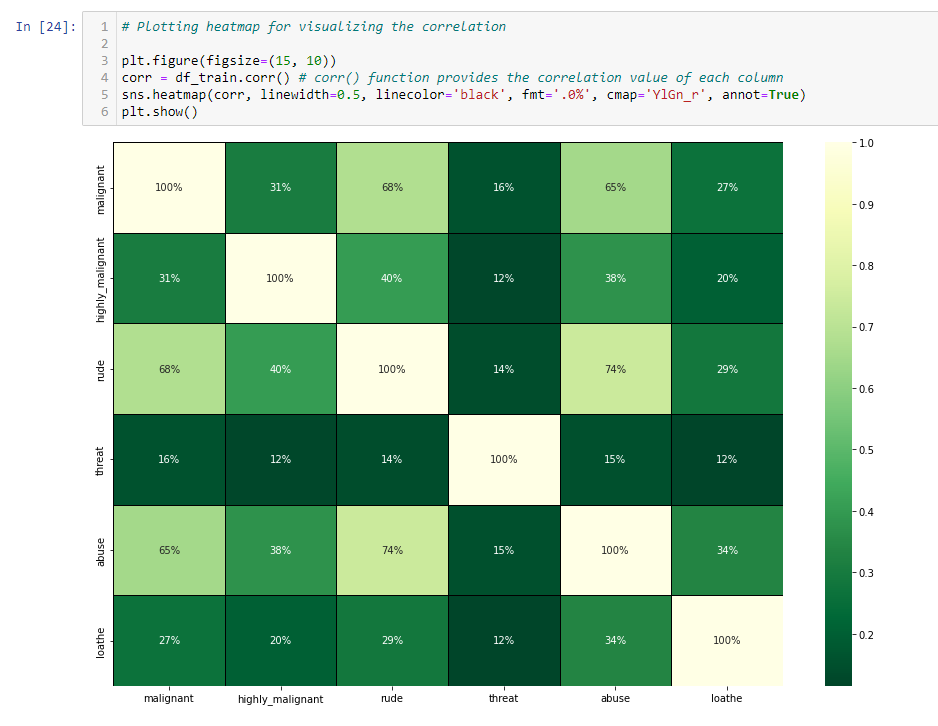 In [24]:
1 # Plotting heatmap for visualizing the correlation
2
3 plt.figure(figsize=(15, 10))
4 corr = df_train.corr() # corr() function provides the correlation value of each column
5 sns.heatmap(corr, linewidth=0.5, linecolor='black', fmt='.0%', cmap='YlGn_r', annot=True)
6 plt.show()
malignant 100% 31% 68% 16% 65% 27%
highly_malignant 31% 100% 40% 12% 38% 20%
rude 68% 40% 100% 14% 74% 29%
threat 16% 12% 14% 100% 15% 12%
abuse 65% 38% 74% 15% 100% 34%
loathe 27% 20% 29% 12% 34% 100%
malignant highly_malignant rude threat abuse loathe
1.0
0.9
0.8
0.7
0.6
0.5
0.4
0.3
0.2